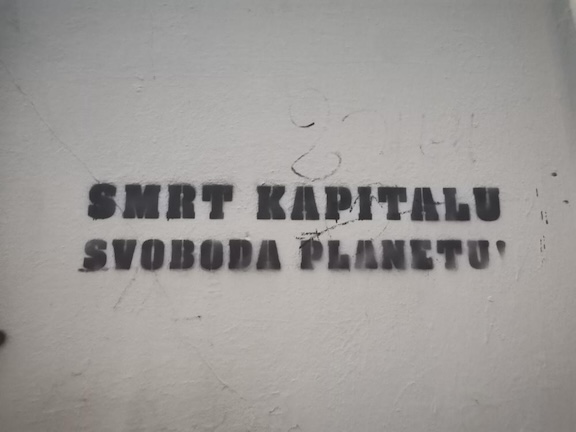 SMRT KAPITALU
SVOBODA PLANETU!